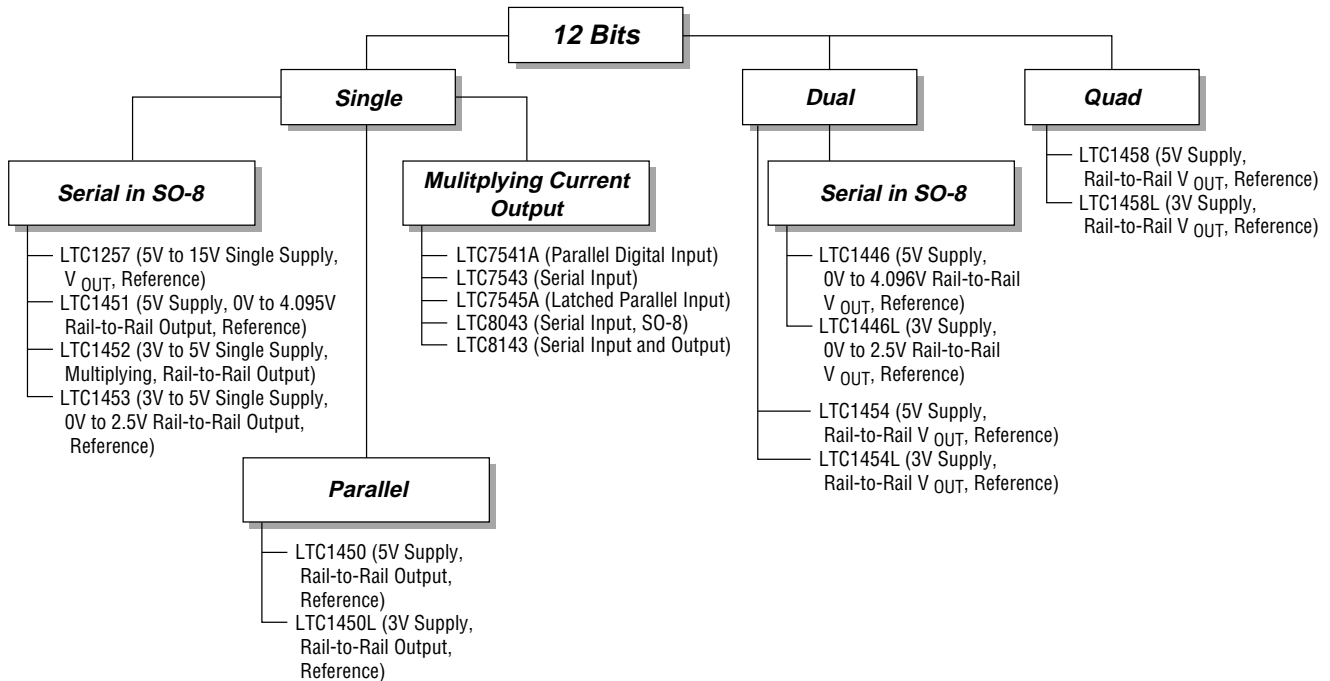 12 Bits
Single
Dual
Quad
Serial in SO-8
LTC1257 (5V to 15V Single Supply,
V OUT, Reference)
LTC1451 (5V Supply, 0V to 4.095V
Rail-to-Rail Output, Reference)
LTC1452 (3V to 5V Single Supply,
Multiplying, Rail-to-Rail Output)
LTC1453 (3V to 5V Single Supply,
0V to 2.5V Rail-to-Rail Output,
Reference)
Mulitplying Current
Output
LTC7541A (Parallel Digital Input)
LTC7543 (Serial Input)
LTC7545A (Latched Parallel Input)
LTC8043 (Serial Input, SO-8)
LTC8143 (Serial Input and Output)
Parallel
LTC1450 (5V Supply,
Rail-to-Rail Output,
Reference)
LTC1450L (3V Supply,
Rail-to-Rail Output,
Reference)
Serial in SO-8
LTC1446 (5V Supply,
0V to 4.096V Rail-to-Rail
V OUT, Reference)
LTC1446L (3V Supply,
0V to 2.5V Rail-to-Rail
V OUT, Reference)
LTC1454 (5V Supply,
Rail-to-Rail V OUT, Reference)
LTC1454L (3V Supply,
Rail-to-Rail V OUT, Reference)
LTC1458 (5V Supply,
Rail-to-Rail V OUT, Reference)
LTC1458L (3V Supply,
Rail-to-Rail V OUT, Reference)